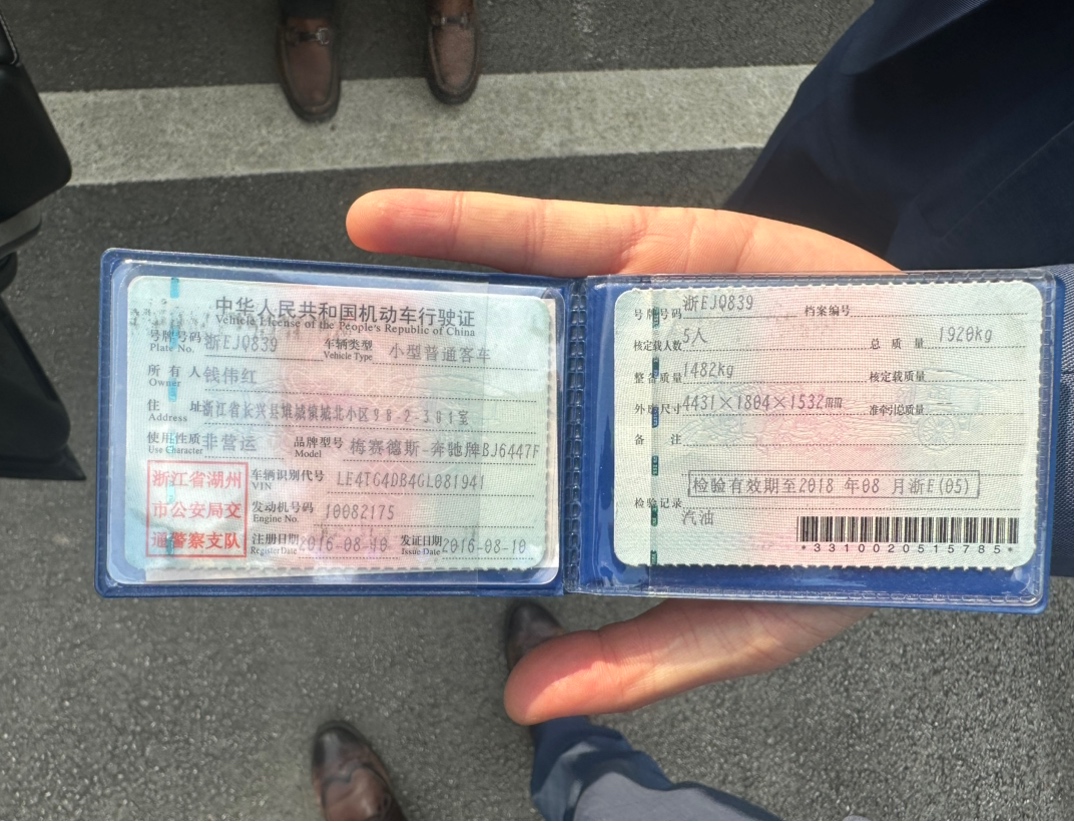 中华人民共和国机动车行驶证
Vehicle License of the People's Republic of China
号牌号码 浙EJQ839 车辆类型 小型普通客车
Plate No. Vehicle Type
所有人 钱伟红
Owner
住址 浙江省长兴县雉城镇城北小区98-2-301室
Address
使用性质 非营运 品牌型号 梅赛德斯-奔驰牌BJ6447F
Use Character Model
浙江省湖州
市公安局交
通警察支队
车辆识别代号 LE4TG4DB4GL081941
VIN
发动机号码 10082175
Engine No.
注册日期 2016-08-10 发证日期 2016-08-10
Register Date Issue Date
号牌号码 浙EJQ839 档案编号
核定载人数 5人 总质量 1920kg
整备质量 1482kg 核定载质量
外廓尺寸 4431×1804×1532mm 准牵引总质量
备注
检验有效期至2018年08月浙E(05)
检验记录
汽油
*3310020515785*